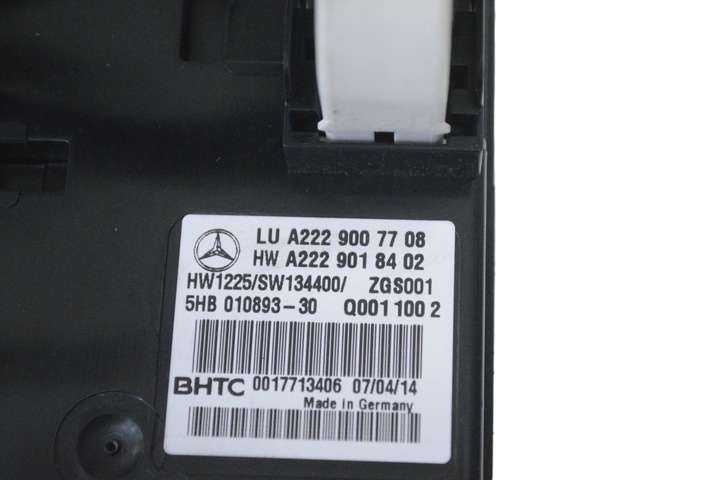 LU A222 900 77 08
HW A222 901 84 02
HW1225/SW134400/ ZGS001
5HB 010893-30 Q001 100 2
BHTC 0017713406 07/04/14
Made in Germany